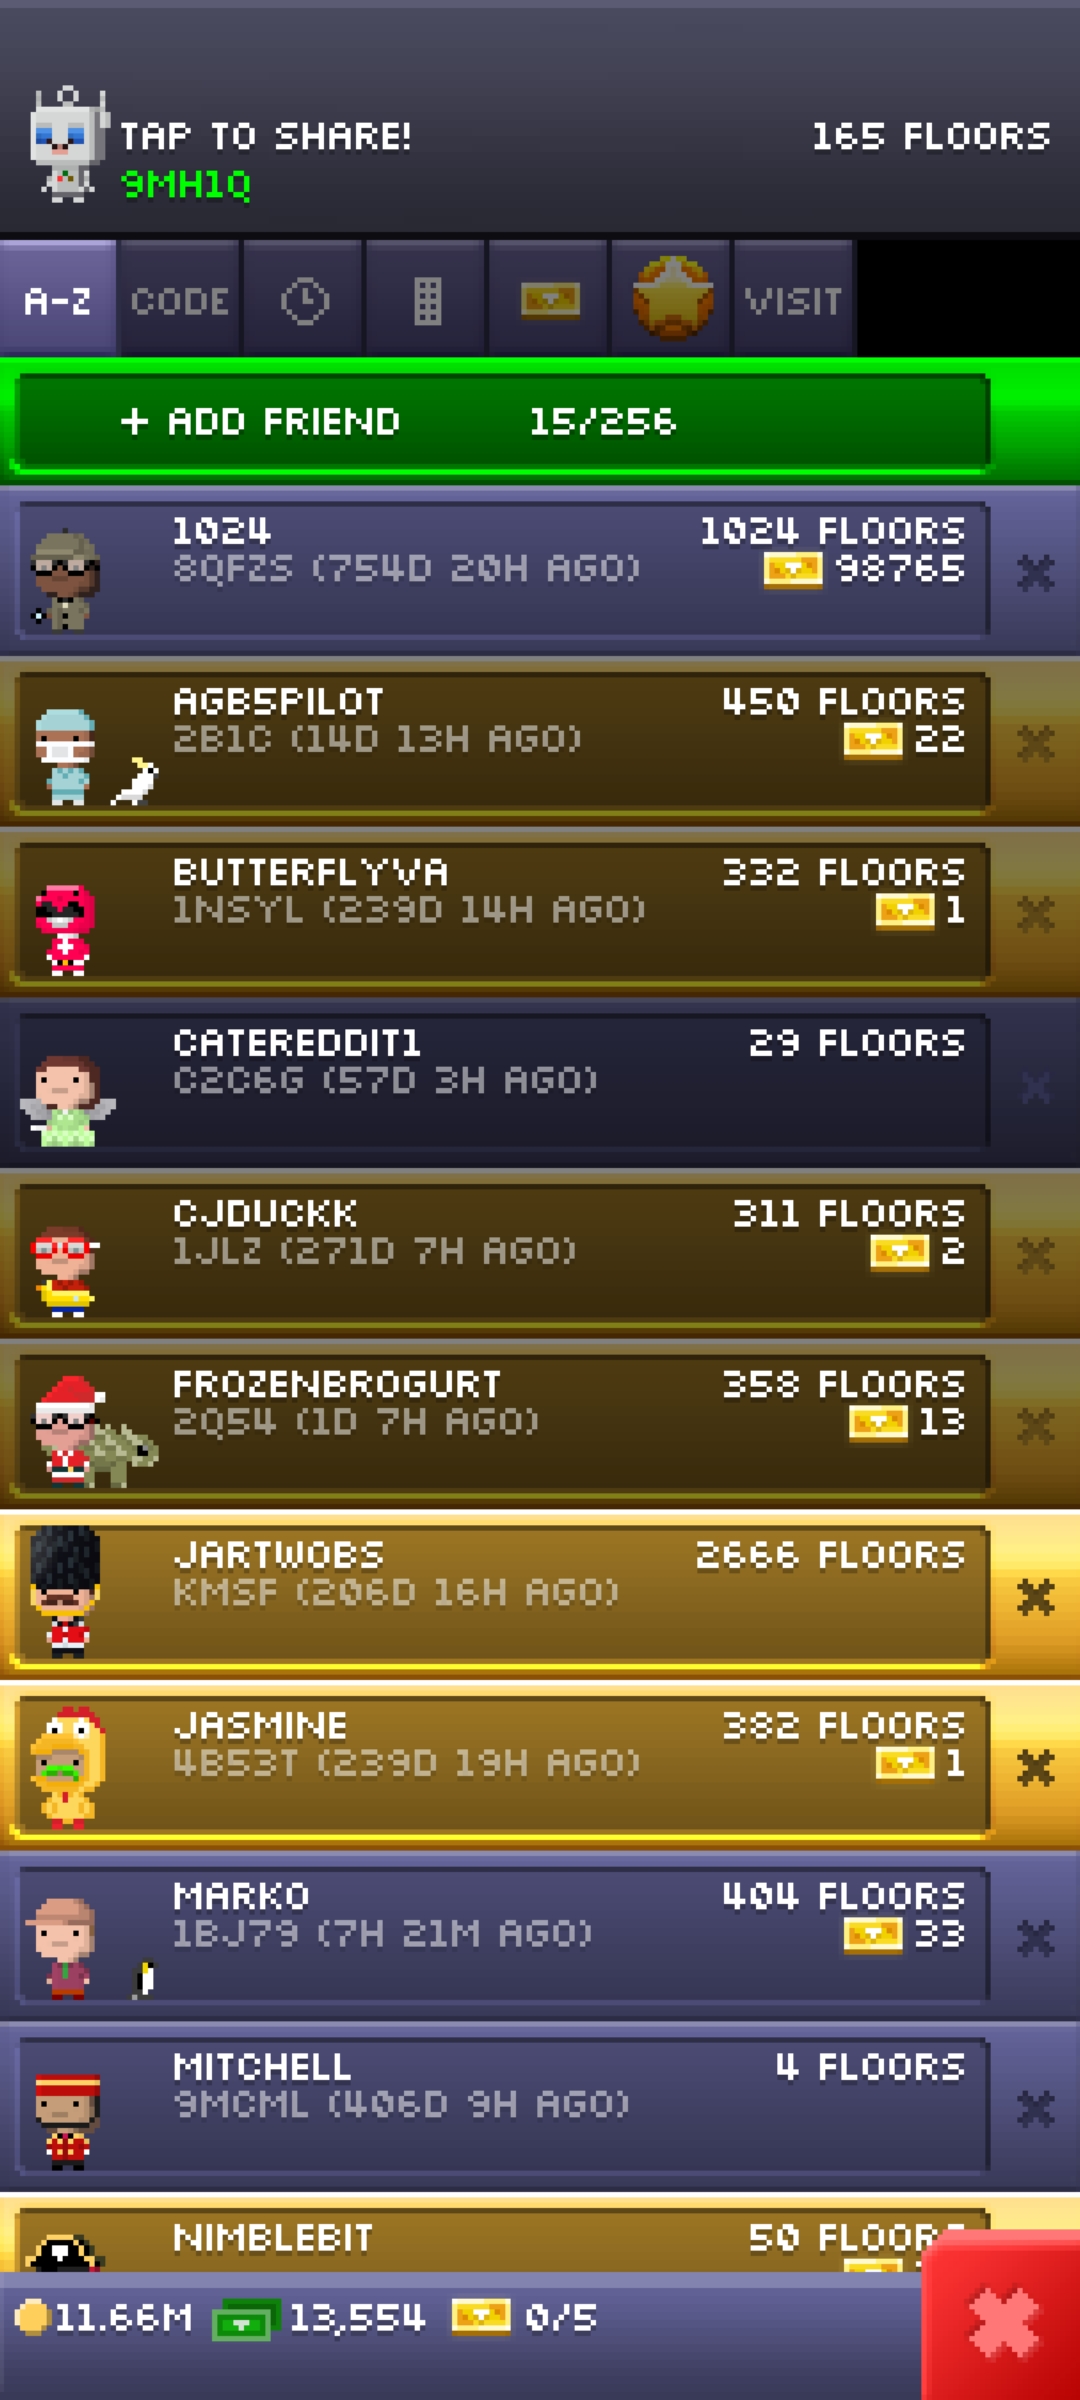 TAP TO SHARE! 165 FLOORS
9MH1Q
A-Z CODE VISIT
+ ADD FRIEND 15/256
1024 1024 FLOORS
8QFZS (754D 20H AGO) 98765
AGB5PILOT 450 FLOORS
2B1C (14D 13H AGO) 22
BUTTERFLYVA 332 FLOORS
1NSYL (239D 14H AGO) 1
CATEREDDIT1 29 FLOORS
C2C6G (57D 3H AGO)
CJDUCKK 311 FLOORS
1JLZ (271D 7H AGO) 2
FROZENBROGURT 358 FLOORS
2Q54 (1D 7H AGO) 13
JARTWOBS 2666 FLOORS
KMSF (206D 16H AGO)
JASMINE 382 FLOORS
4B53T (239D 19H AGO) 1
MARKO 404 FLOORS
1BJ79 (7H 21M AGO) 33
MITCHELL 4 FLOORS
9MCML (406D 9H AGO)
NIMBLEBIT 50 FLOORS
11.66M 13,554 0/5